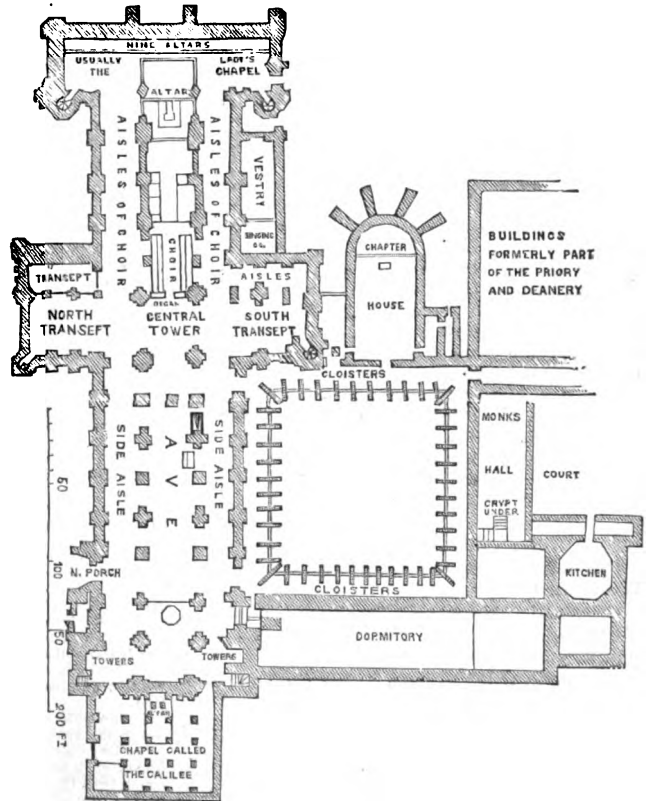 NINE ALTARS
USUALLY
THE
LADY'S
CHAPEL
ALTAR
AISLES OF CHOIR
AISLES OF CHOIR
VESTRY
CHOIR
ORGAN
TRANSEPT
AISLES
NORTH
TRANSEPT
CENTRAL
TOWER
SOUTH
TRANSEPT
CHAPTER
HOUSE
BUILDINGS
FORMERLY PART
OF THE PRIORY
AND DEANERY
CLOISTERS
SIDE AISLE
AVE
SIDE AISLE
MONKS
HALL
CRYPT
UNDER
COURT
KITCHEN
N. PORCH
CLOISTERS
DORMITORY
TOWERS
TOWERS
ALTAR
CHAPEL CALLED
THE GALILEE
50
100
50
200 FT